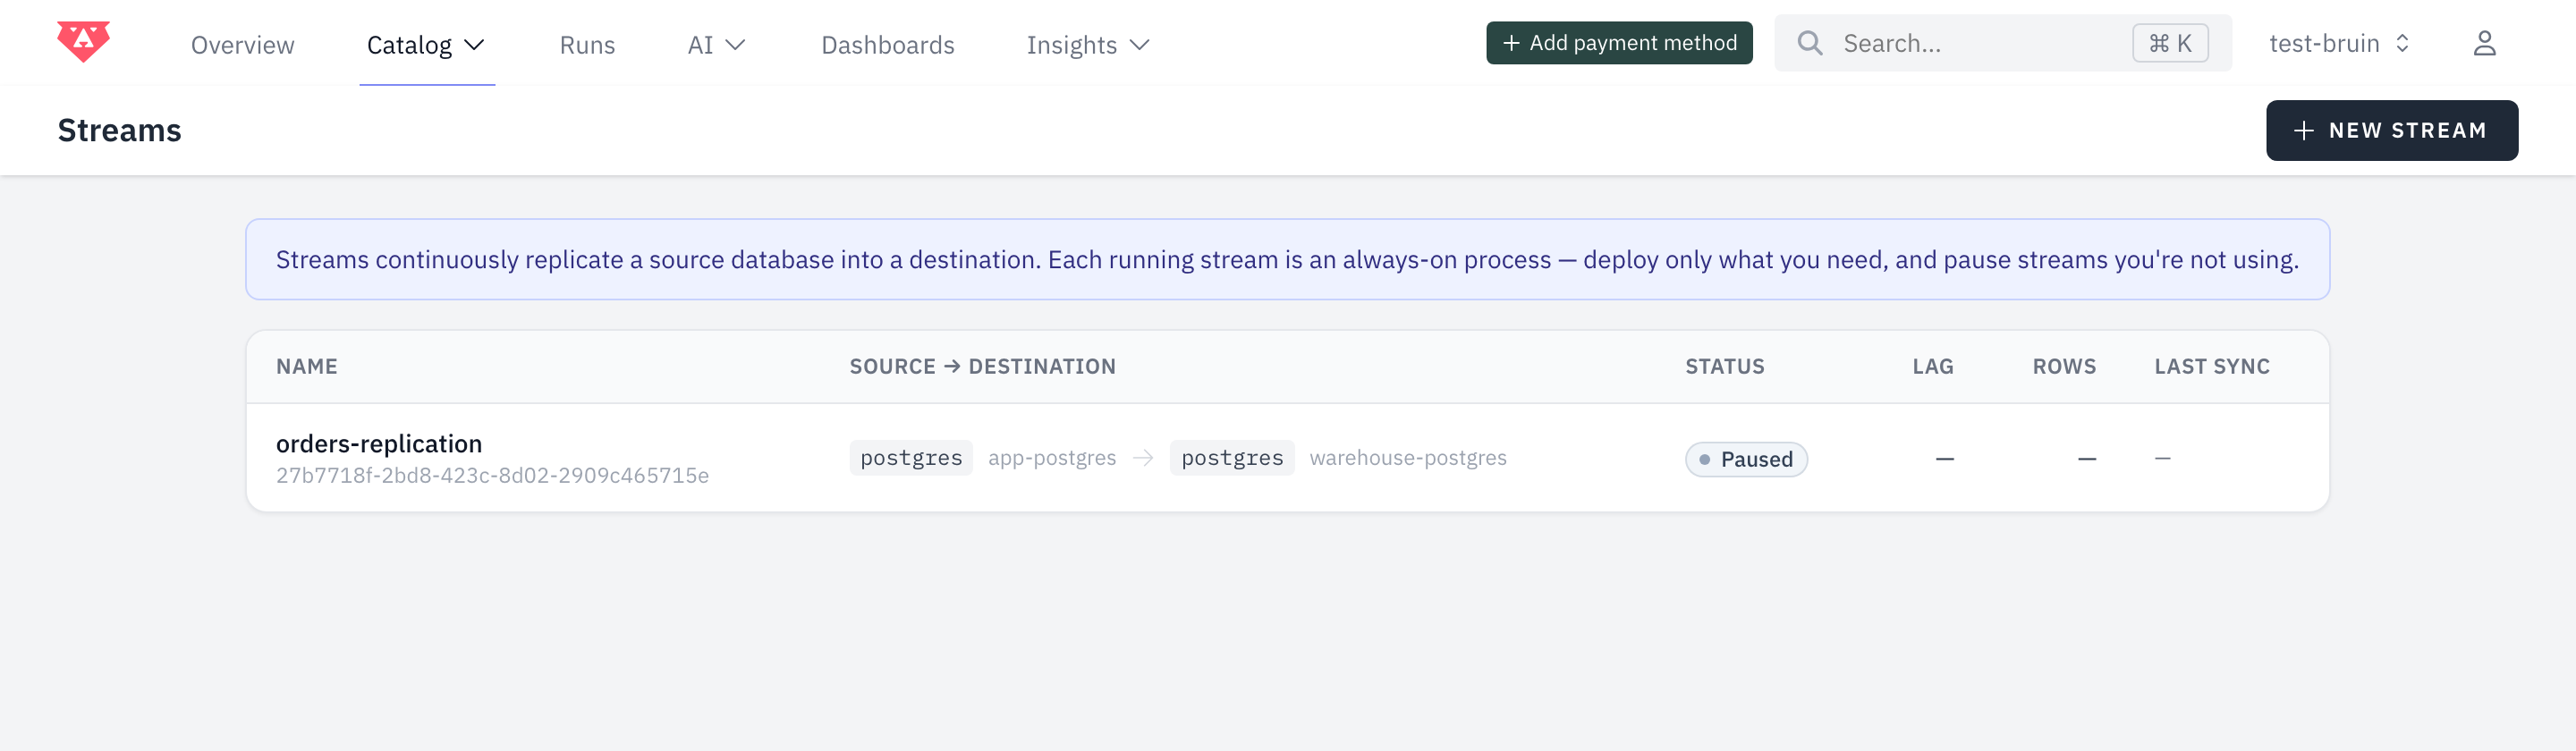 Overview Catalog Runs AI Dashboards Insights + Add payment method Search... ⌘ K test-bruin
Streams + NEW STREAM
Streams continuously replicate a source database into a destination. Each running stream is an always-on process — deploy only what you need, and pause streams you're not using.
NAME SOURCE → DESTINATION STATUS LAG ROWS LAST SYNC
orders-replication postgres app-postgres → postgres warehouse-postgres Paused — — —
27b7718f-2bd8-423c-8d02-2909c465715e